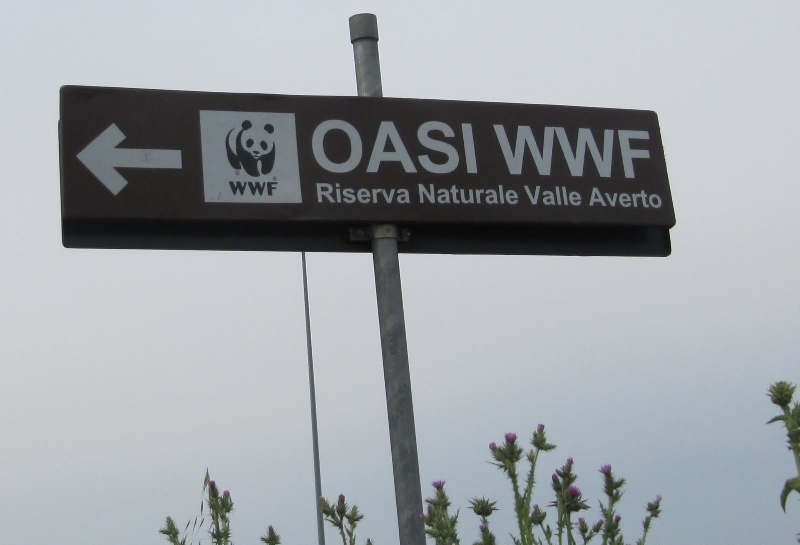 OASI WWF
WWF
Riserva Naturale Valle Averto